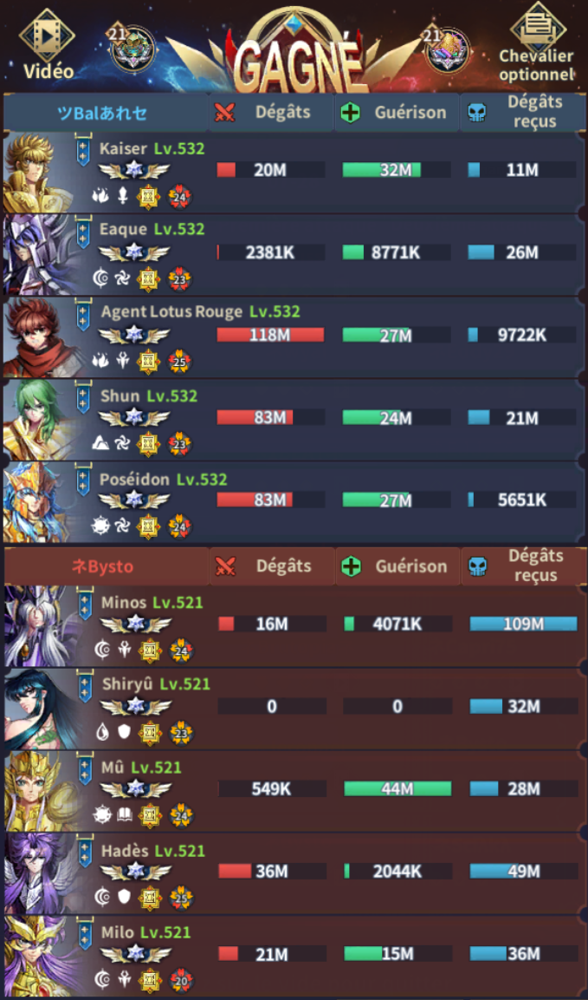 21
GAGNÉ
21
Vidéo
Chevalier
optionnel
ツBalあれセ
Dégâts
Guérison
Dégâts
reçus
Kaiser Lv.532
20M
32M
11M
24
Eaque Lv.532
2381K
8771K
26M
23
Agent Lotus Rouge Lv.532
118M
27M
9722K
25
Shun Lv.532
83M
24M
21M
23
Poséidon Lv.532
83M
27M
5651K
24
ネBysto
Dégâts
Guérison
Dégâts
reçus
Minos Lv.521
16M
4071K
109M
24
Shiryû Lv.521
0
0
32M
23
Mû Lv.521
549K
44M
28M
24
Hadès Lv.521
36M
2044K
49M
25
Milo Lv.521
21M
15M
36M
20